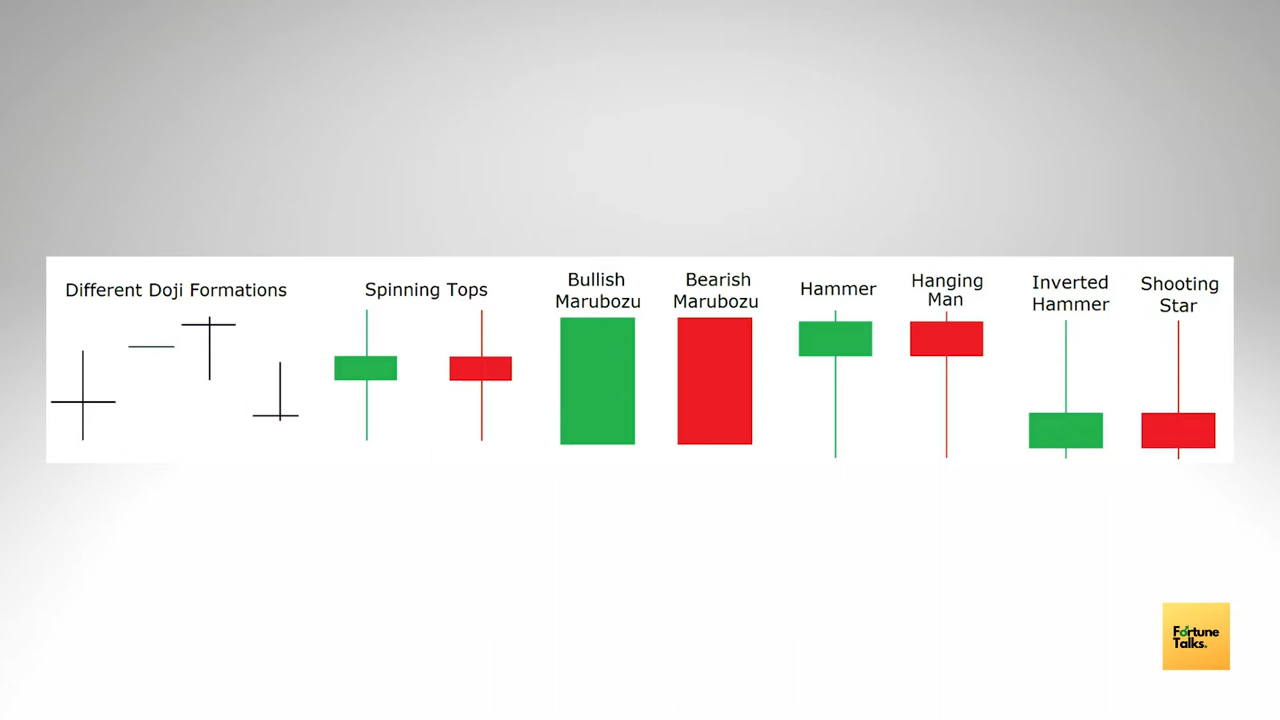 Different Doji Formations
Spinning Tops
Bullish
Marubozu
Bearish
Marubozu
Hammer
Hanging
Man
Inverted
Hammer
Shooting
Star
Fortune
Talks.